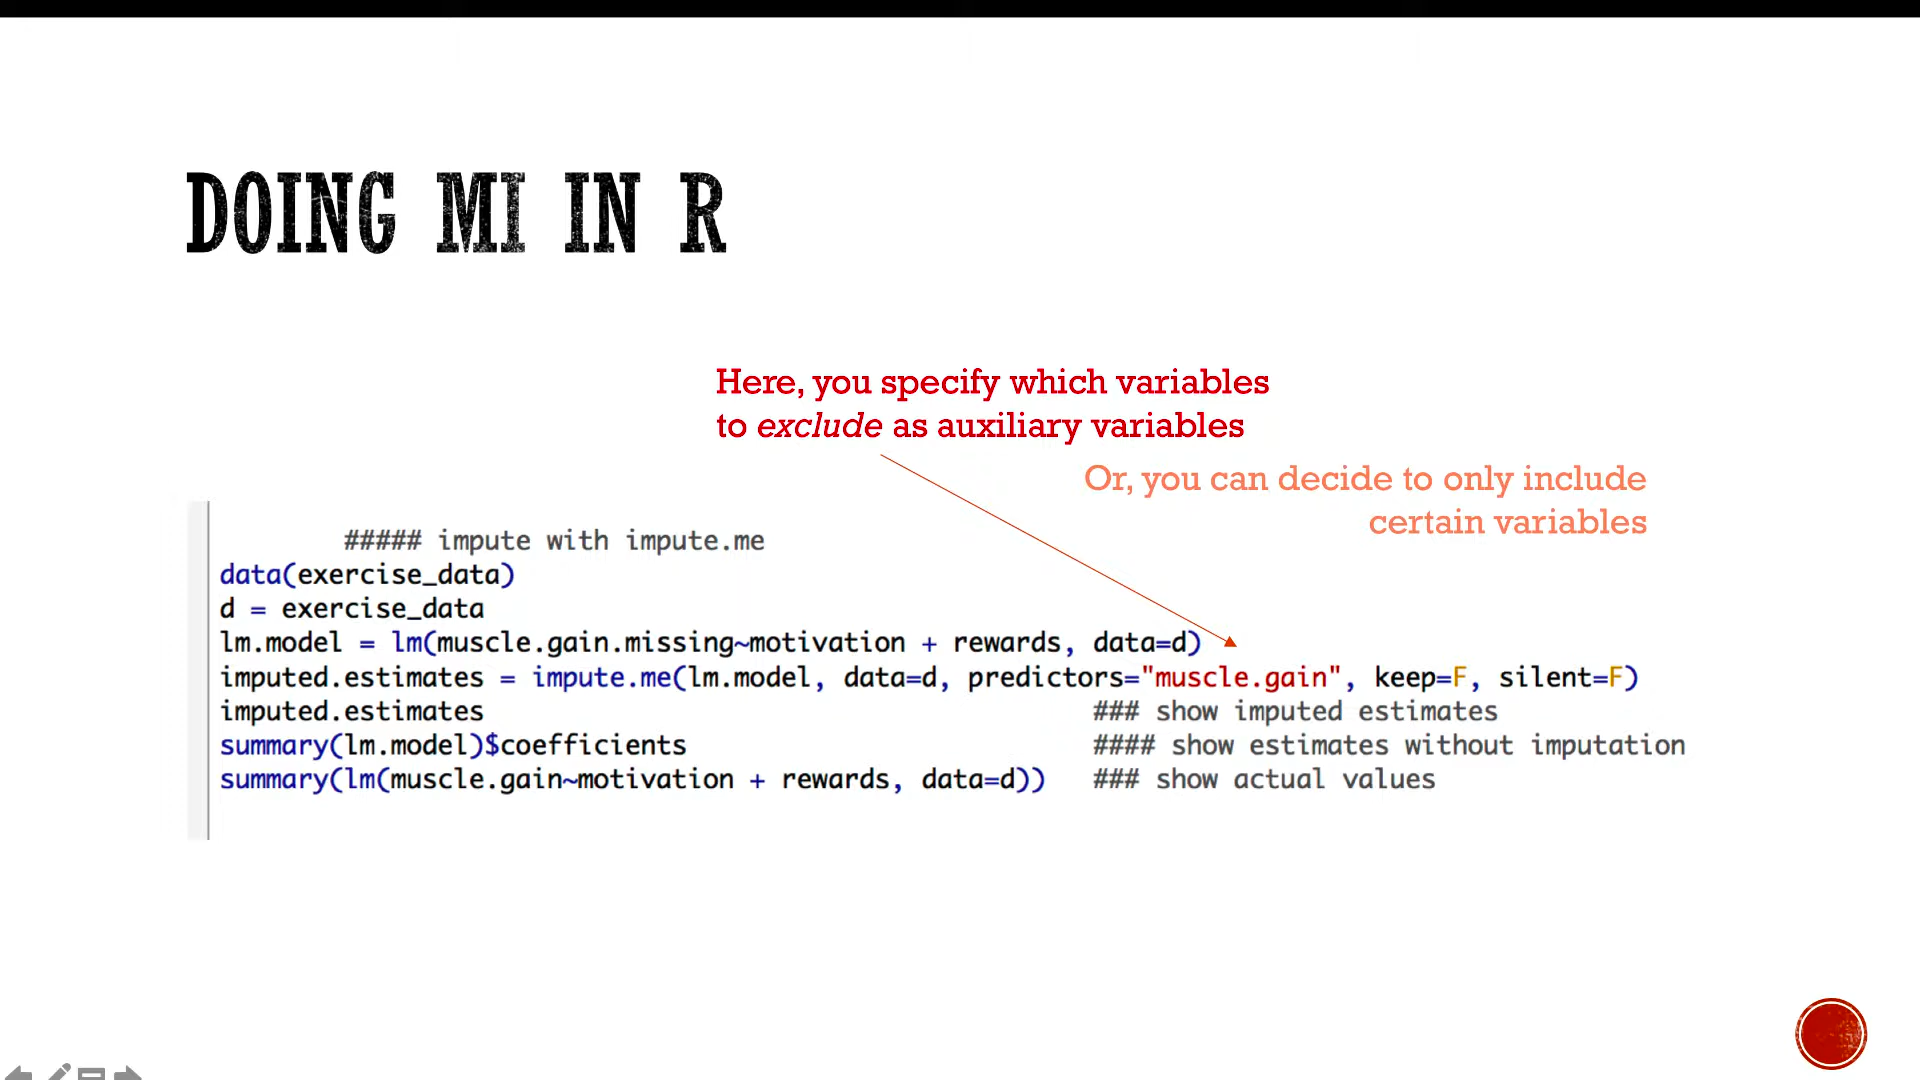 DOING MI IN R
Here, you specify which variables
to exclude as auxiliary variables
Or, you can decide to only include
certain variables
##### impute with impute.me
data(exercise_data)
d = exercise_data
lm.model = lm(muscle.gain.missing~motivation + rewards, data=d)
imputed.estimates = impute.me(lm.model, data=d, predictors="muscle.gain", keep=F, silent=F)
imputed.estimates ### show imputed estimates
summary(lm.model)$coefficients #### show estimates without imputation
summary(lm(muscle.gain~motivation + rewards, data=d)) ### show actual values